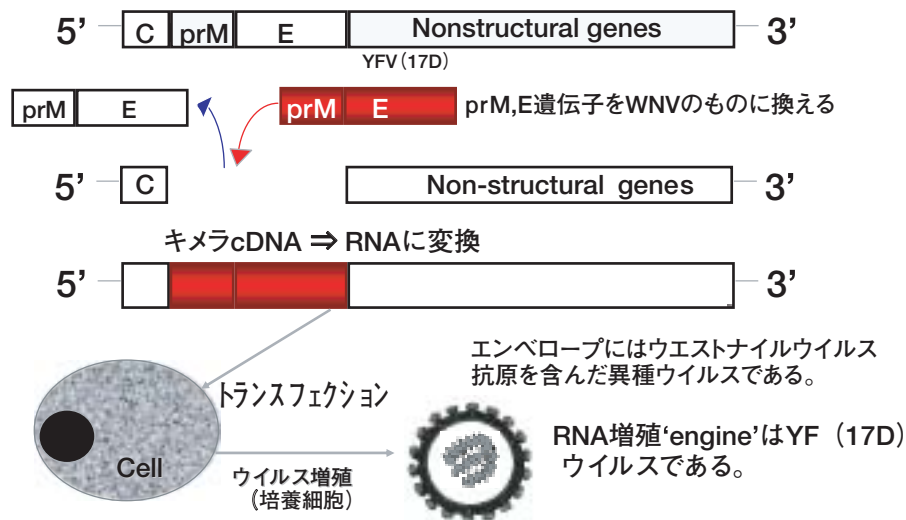 5’ C prM E Nonstructural genes 3’
YFV(17D)
prM E prM E prM,E遺伝子をWNVのものに換える
5’ C Non-structural genes 3’
キメラcDNA ⇒ RNAに変換
5’ 3’
エンベロープにはウエストナイルウイルス
抗原を含んだ異種ウイルスである。
トランスフェクション
RNA増殖‘engine’はYF (17D)
ウイルスである。
Cell
ウイルス増殖
(培養細胞)